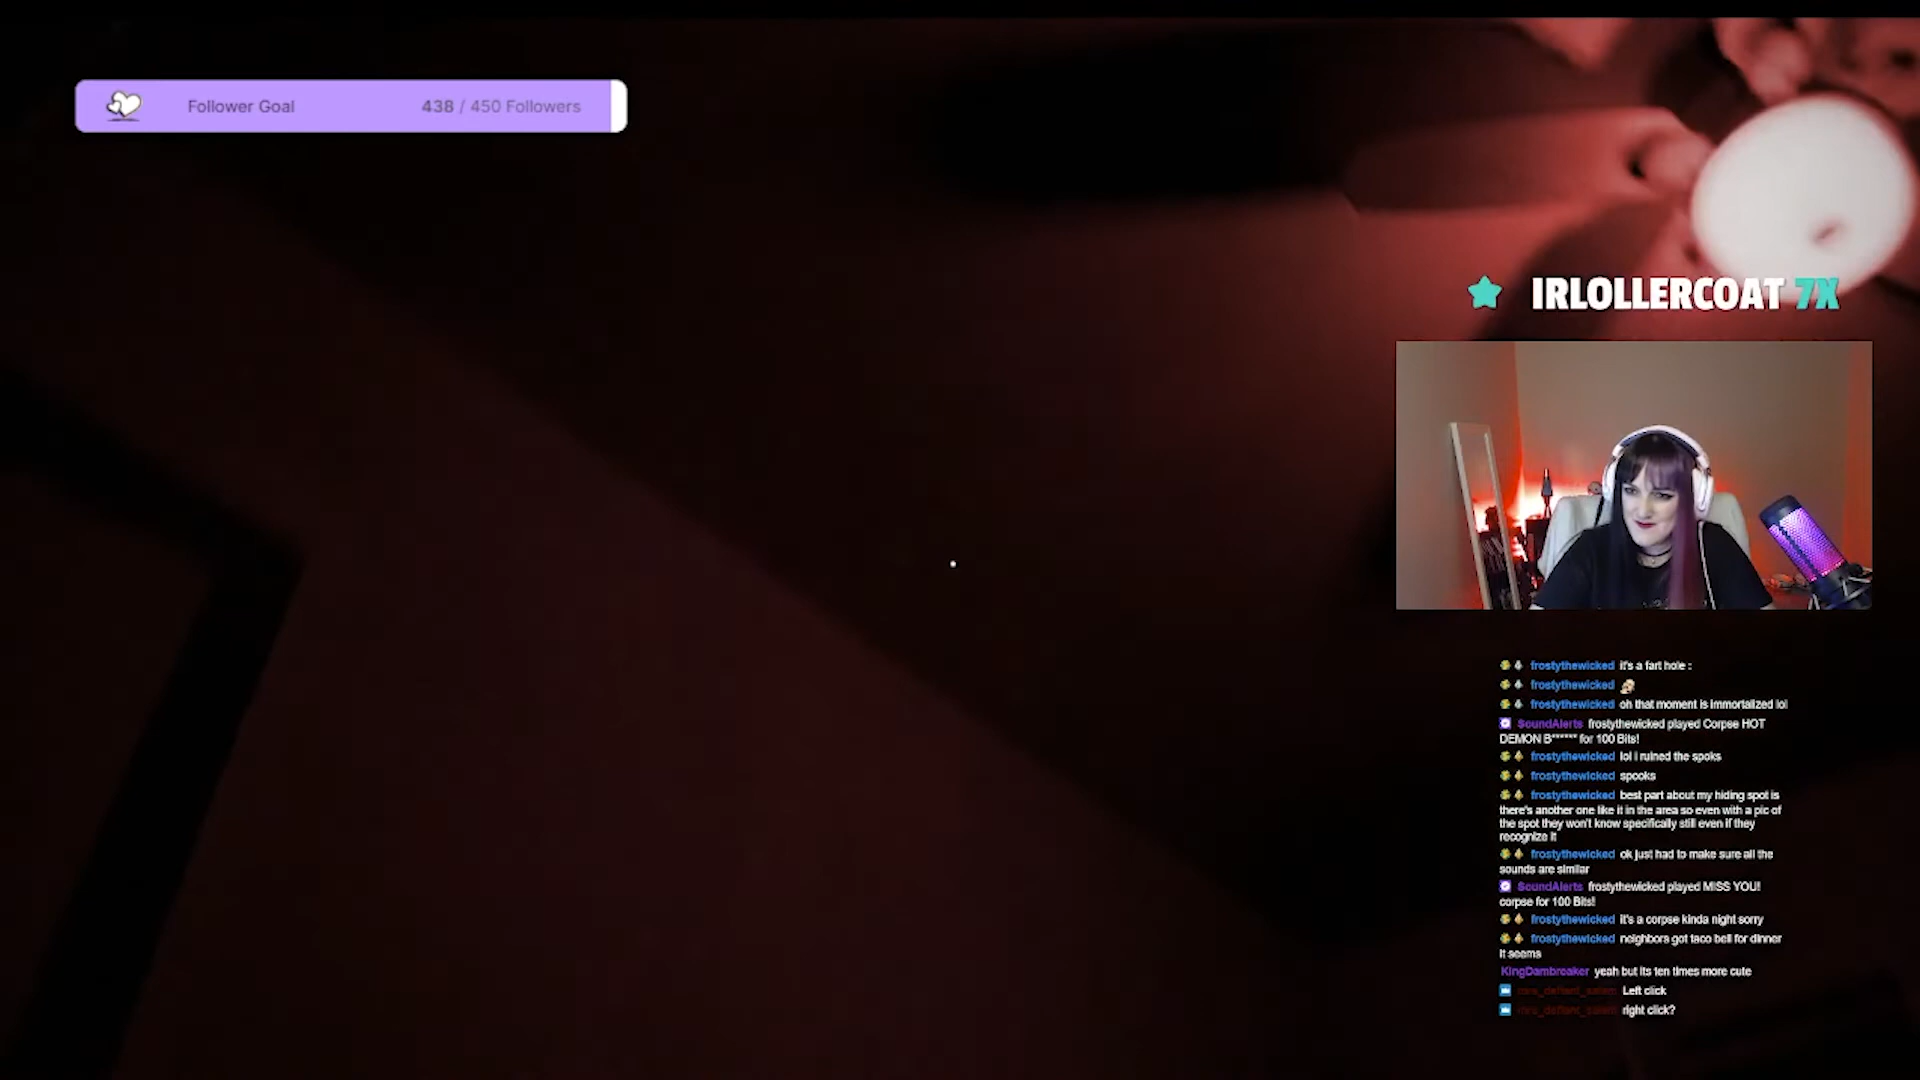 Follower Goal 438 / 450 Followers
IRLOLLERCOAT 7X
frostythewicked it's a fart hole :
frostythewicked
frostythewicked oh that moment is immortalized lol
SoundAlerts frostythewicked played Corpse HOT
DEMON B****** for 100 Bits!
frostythewicked lol i ruined the spoks
frostythewicked spooks
frostythewicked best part about my hiding spot is
there's another one like it in the area so even with a pic of
the spot they won't know specifically still even if they
recognize it
frostythewicked ok just had to make sure all the
sounds are similar
SoundAlerts frostythewicked played MISS YOU!
corpse for 100 Bits!
frostythewicked it's a corpse kinda night sorry
frostythewicked neighbors got taco bell for dinner
it seems
KingDambreaker yeah but its ten times more cute
Left click
right click?